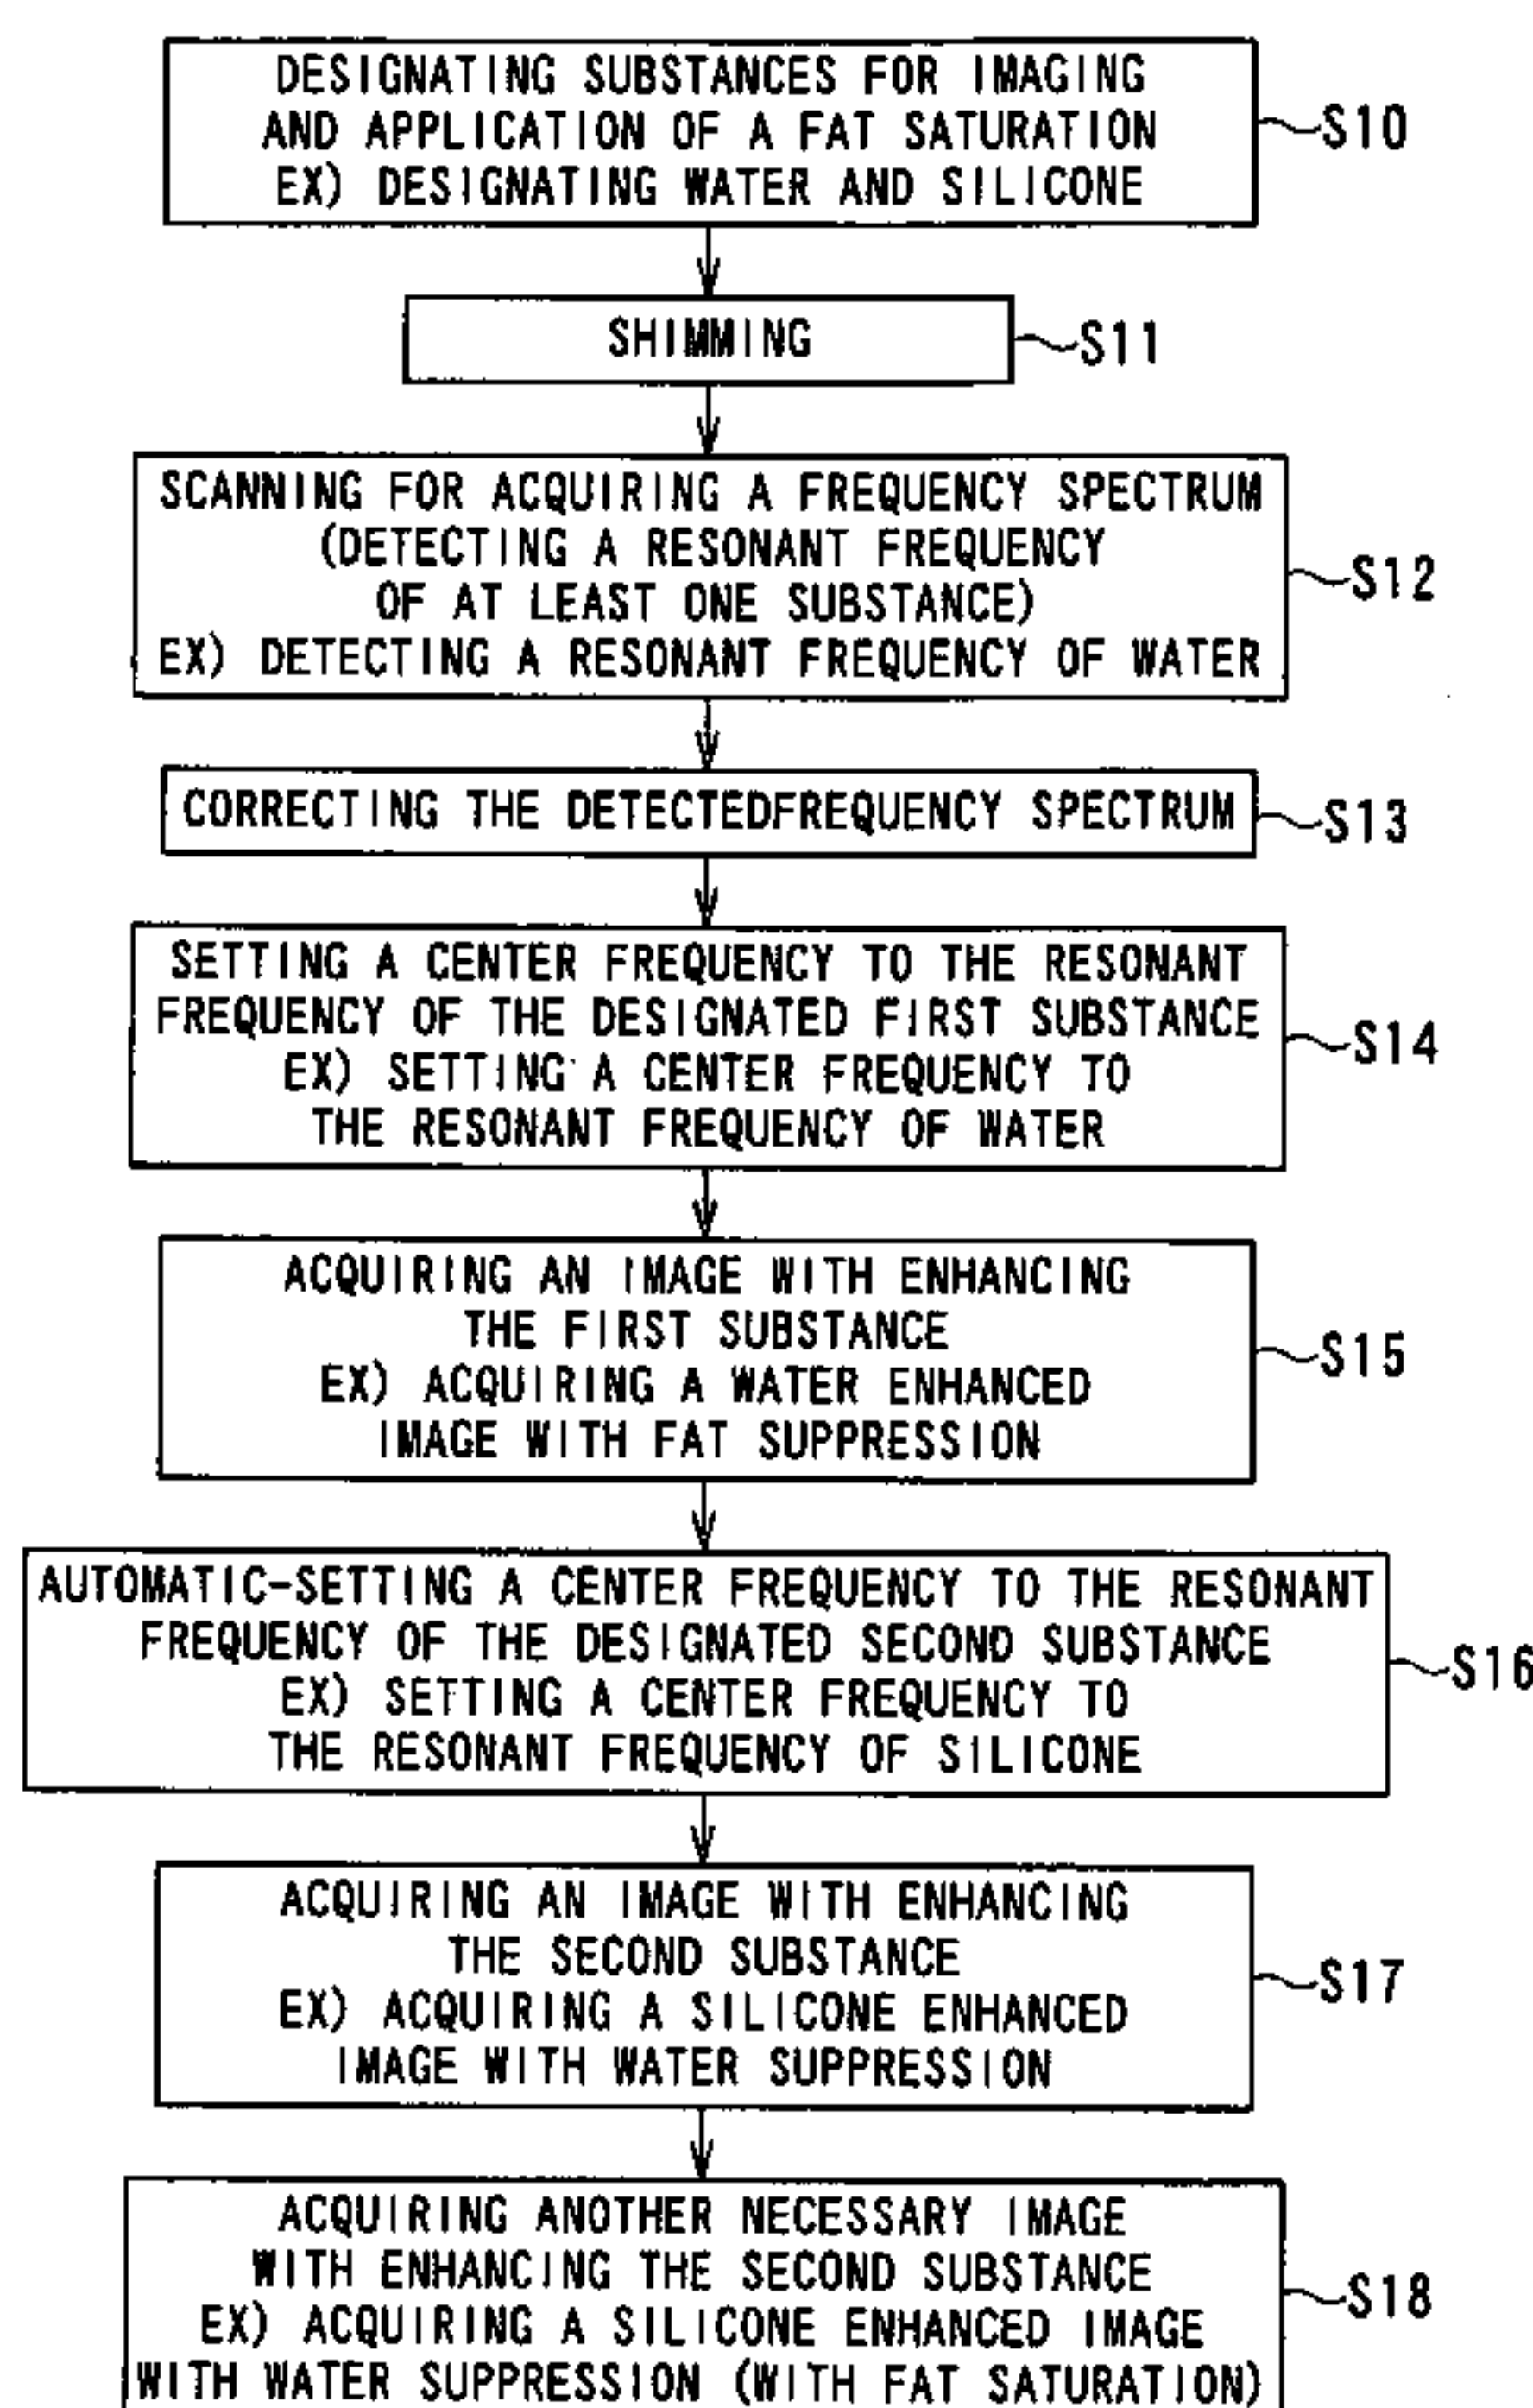 DESIGNATING SUBSTANCES FOR IMAGING
AND APPLICATION OF A FAT SATURATION
EX) DESIGNATING WATER AND SILICONE
S10
SHIMMING
S11
SCANNING FOR ACQUIRING A FREQUENCY SPECTRUM
(DETECTING A RESONANT FREQUENCY
OF AT LEAST ONE SUBSTANCE)
EX) DETECTING A RESONANT FREQUENCY OF WATER
S12
CORRECTING THE DETECTEDFREQUENCY SPECTRUM
S13
SETTING A CENTER FREQUENCY TO THE RESONANT
FREQUENCY OF THE DESIGNATED FIRST SUBSTANCE
EX) SETTING A CENTER FREQUENCY TO
THE RESONANT FREQUENCY OF WATER
S14
ACQUIRING AN IMAGE WITH ENHANCING
THE FIRST SUBSTANCE
EX) ACQUIRING A WATER ENHANCED
IMAGE WITH FAT SUPPRESSION
S15
AUTOMATIC-SETTING A CENTER FREQUENCY TO THE RESONANT
FREQUENCY OF THE DESIGNATED SECOND SUBSTANCE
EX) SETTING A CENTER FREQUENCY TO
THE RESONANT FREQUENCY OF SILICONE
S16
ACQUIRING AN IMAGE WITH ENHANCING
THE SECOND SUBSTANCE
EX) ACQUIRING A SILICONE ENHANCED
IMAGE WITH WATER SUPPRESSION
S17
ACQUIRING ANOTHER NECESSARY IMAGE
WITH ENHANCING THE SECOND SUBSTANCE
EX) ACQUIRING A SILICONE ENHANCED IMAGE
WITH WATER SUPPRESSION (WITH FAT SATURATION)
S18